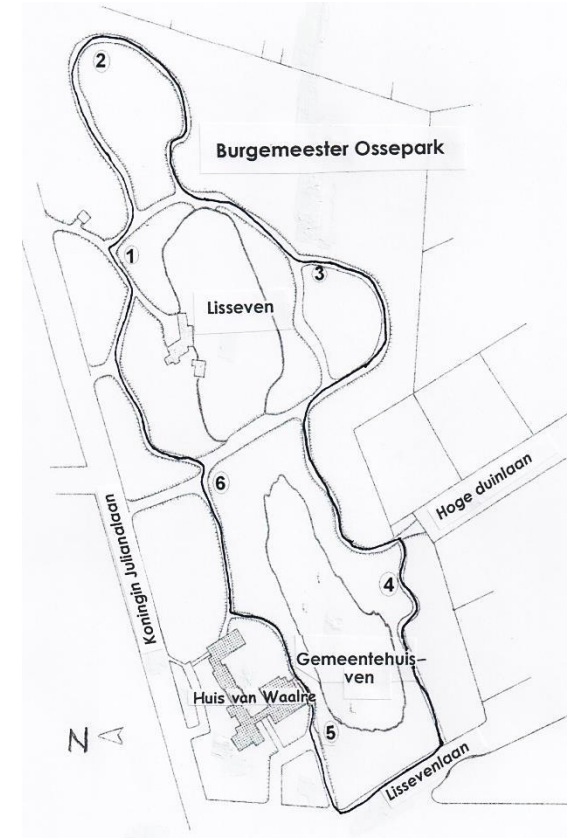 2
Burgemeester Ossepark
1
3
Lisseven
6
Hoge duinlaan
Koningin Julianalaan
4
Gemeentehuis–
ven
Huis van Waalre
5
N
Lissevenlaan